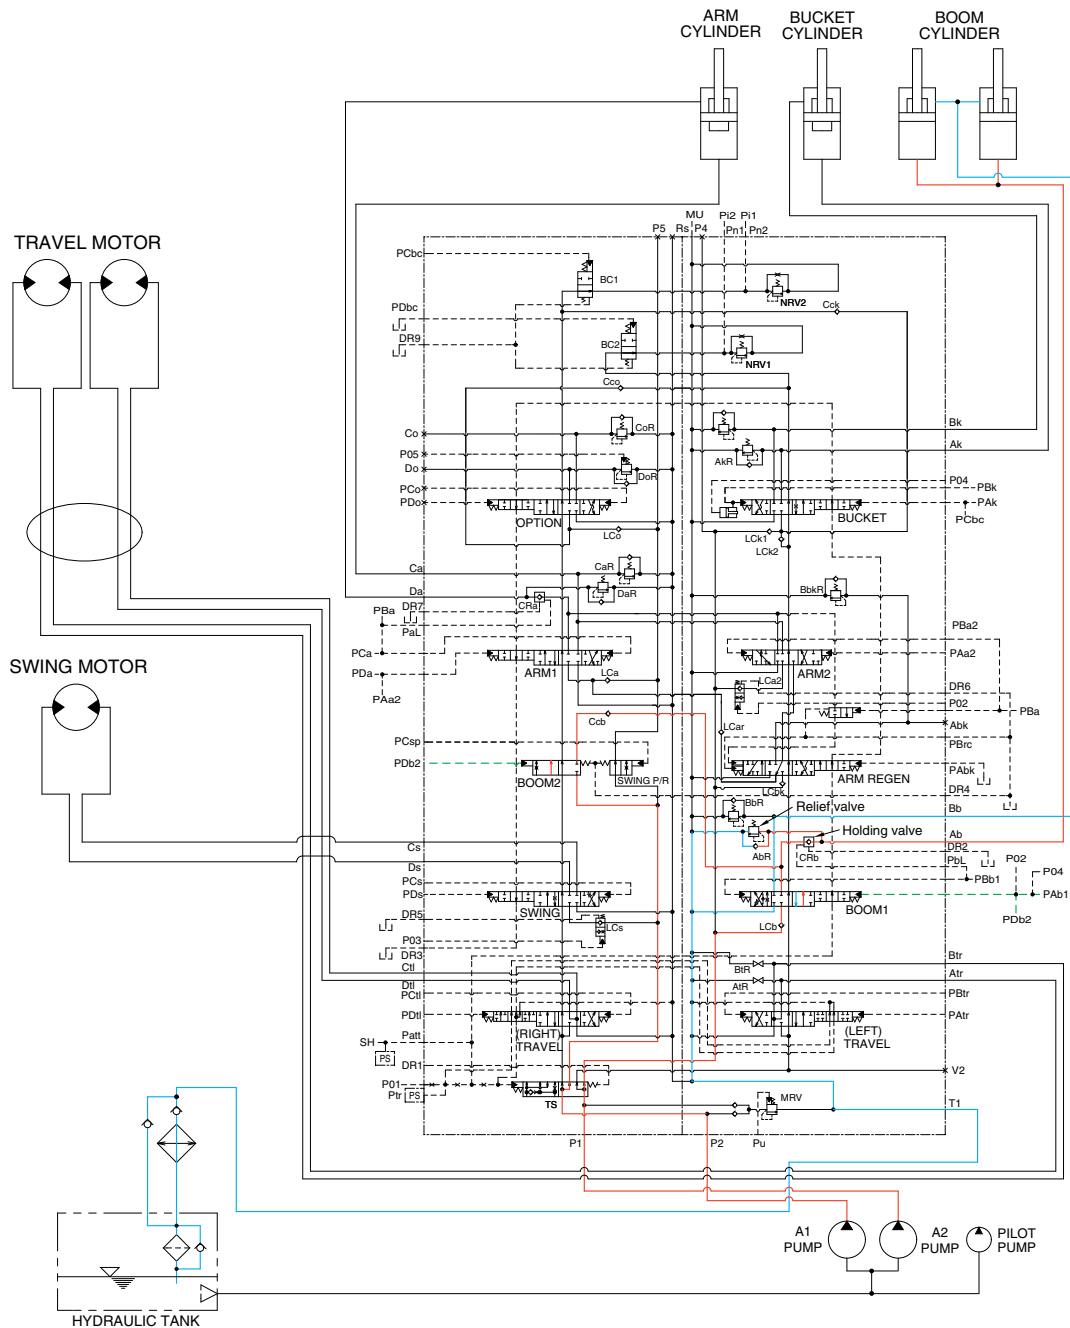 ARM
CYLINDER
BUCKET
CYLINDER
BOOM
CYLINDER
TRAVEL MOTOR
MU
Pi2 Pi1
P5 Rs P4 Pn1 Pn2
PCbc
BC1
NRV2
Cck
PDbc
DR9
BC2
NRV1
Cco
Co
CoR
Bk
P05
Do
DoR
AkR
Ak
PCo
PDo
OPTION
P04
PBk
PAk
BUCKET
PCbc
LCo
LCk1
LCk2
Ca
CaR
Da
DaR
CRa
BbkR
PBa
DR7
PaL
PBa2
PCa
PDa
PAa2
ARM1
LCa
PAa2
ARM2
LCa2
DR6
P02
PBa
Ccb
LCar
Abk
PCsp
PDb2
PBrc
BOOM2
SWING P/R
ARM REGEN
PAbk
LCbk
DR4
BbR
Relief valve
Bb
Holding valve
Ab
AbR
CRb
DR2
PbL
P02
P04
SWING MOTOR
Cs
Ds
PCs
PDs
SWING
PBb1
PAb1
BOOM1
PDb2
DR5
LCs
LCb
P03
DR3
Ctl
BtR
Btr
Dtl
AtR
Atr
PCtl
PBtr
PDtl
(RIGHT)
TRAVEL
PAtr
(LEFT)
TRAVEL
Patt
SH
PS
DR1
P01
Ptr
PS
TS
V2
MRV
T1
P1
P2
Pu
A1
PUMP
A2
PUMP
PILOT
PUMP
HYDRAULIC TANK